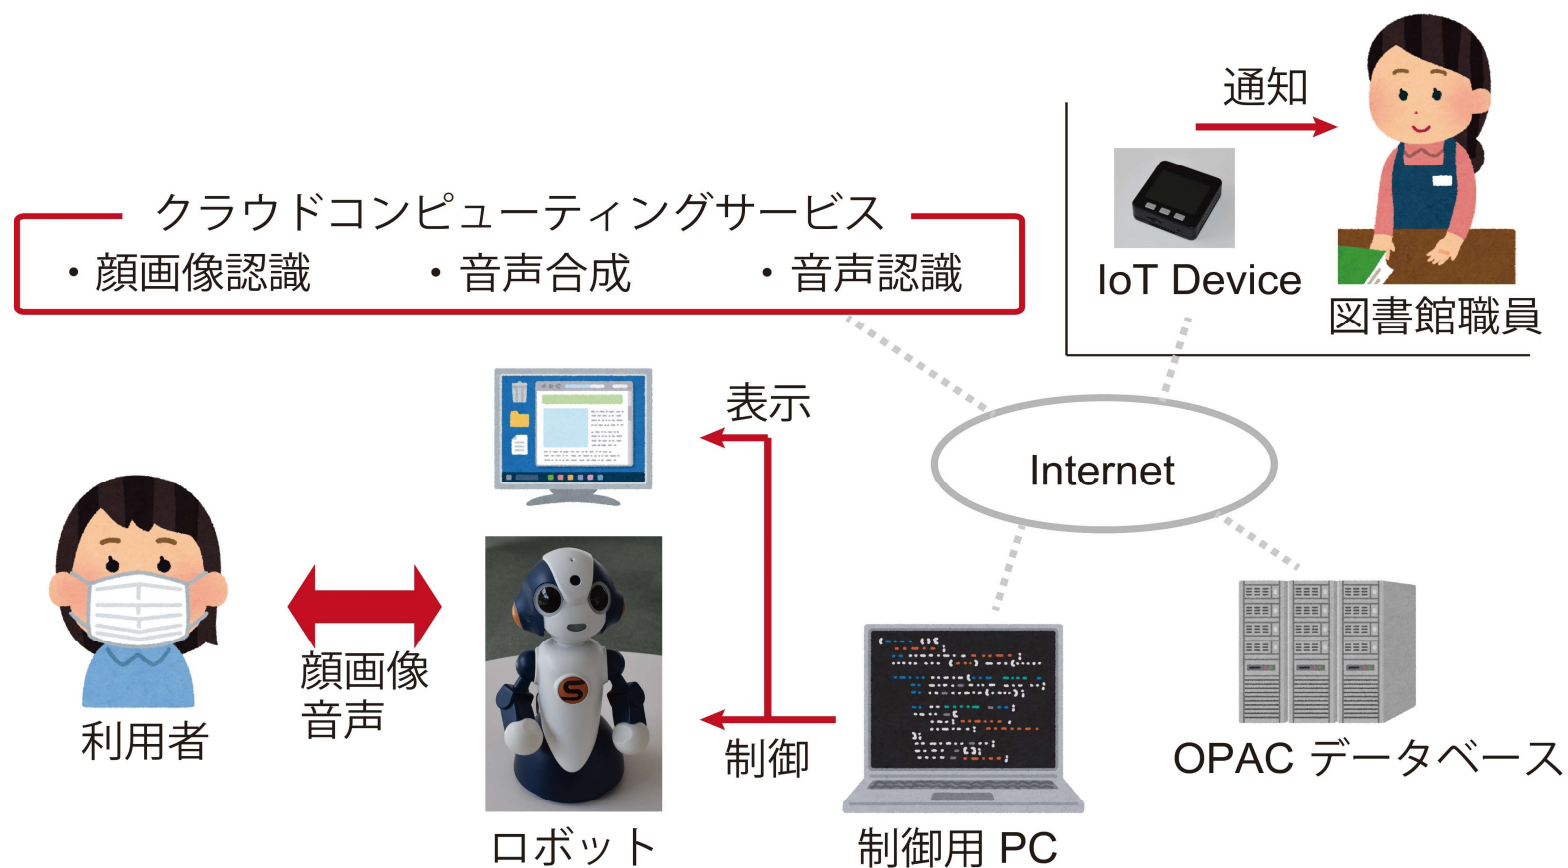 通知
クラウドコンピューティングサービス
・顔画像認識
・音声合成
・音声認識
IoT Device
図書館職員
表示
Internet
顔画像
音声
利用者
S
制御
OPAC データベース
ロボット
制御用 PC